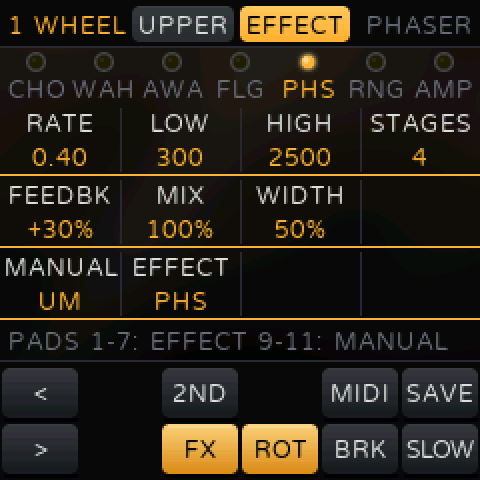 1 WHEEL UPPER EFFECT PHASER
CHO WAH AWA FLG PHS RNG AMP
RATE LOW HIGH STAGES
0.40 300 2500 4
FEEDBK MIX WIDTH
+30% 100% 50%
MANUAL EFFECT
UM PHS
PADS 1-7: EFFECT 9-11: MANUAL
< 2ND MIDI SAVE
> FX ROT BRK SLOW